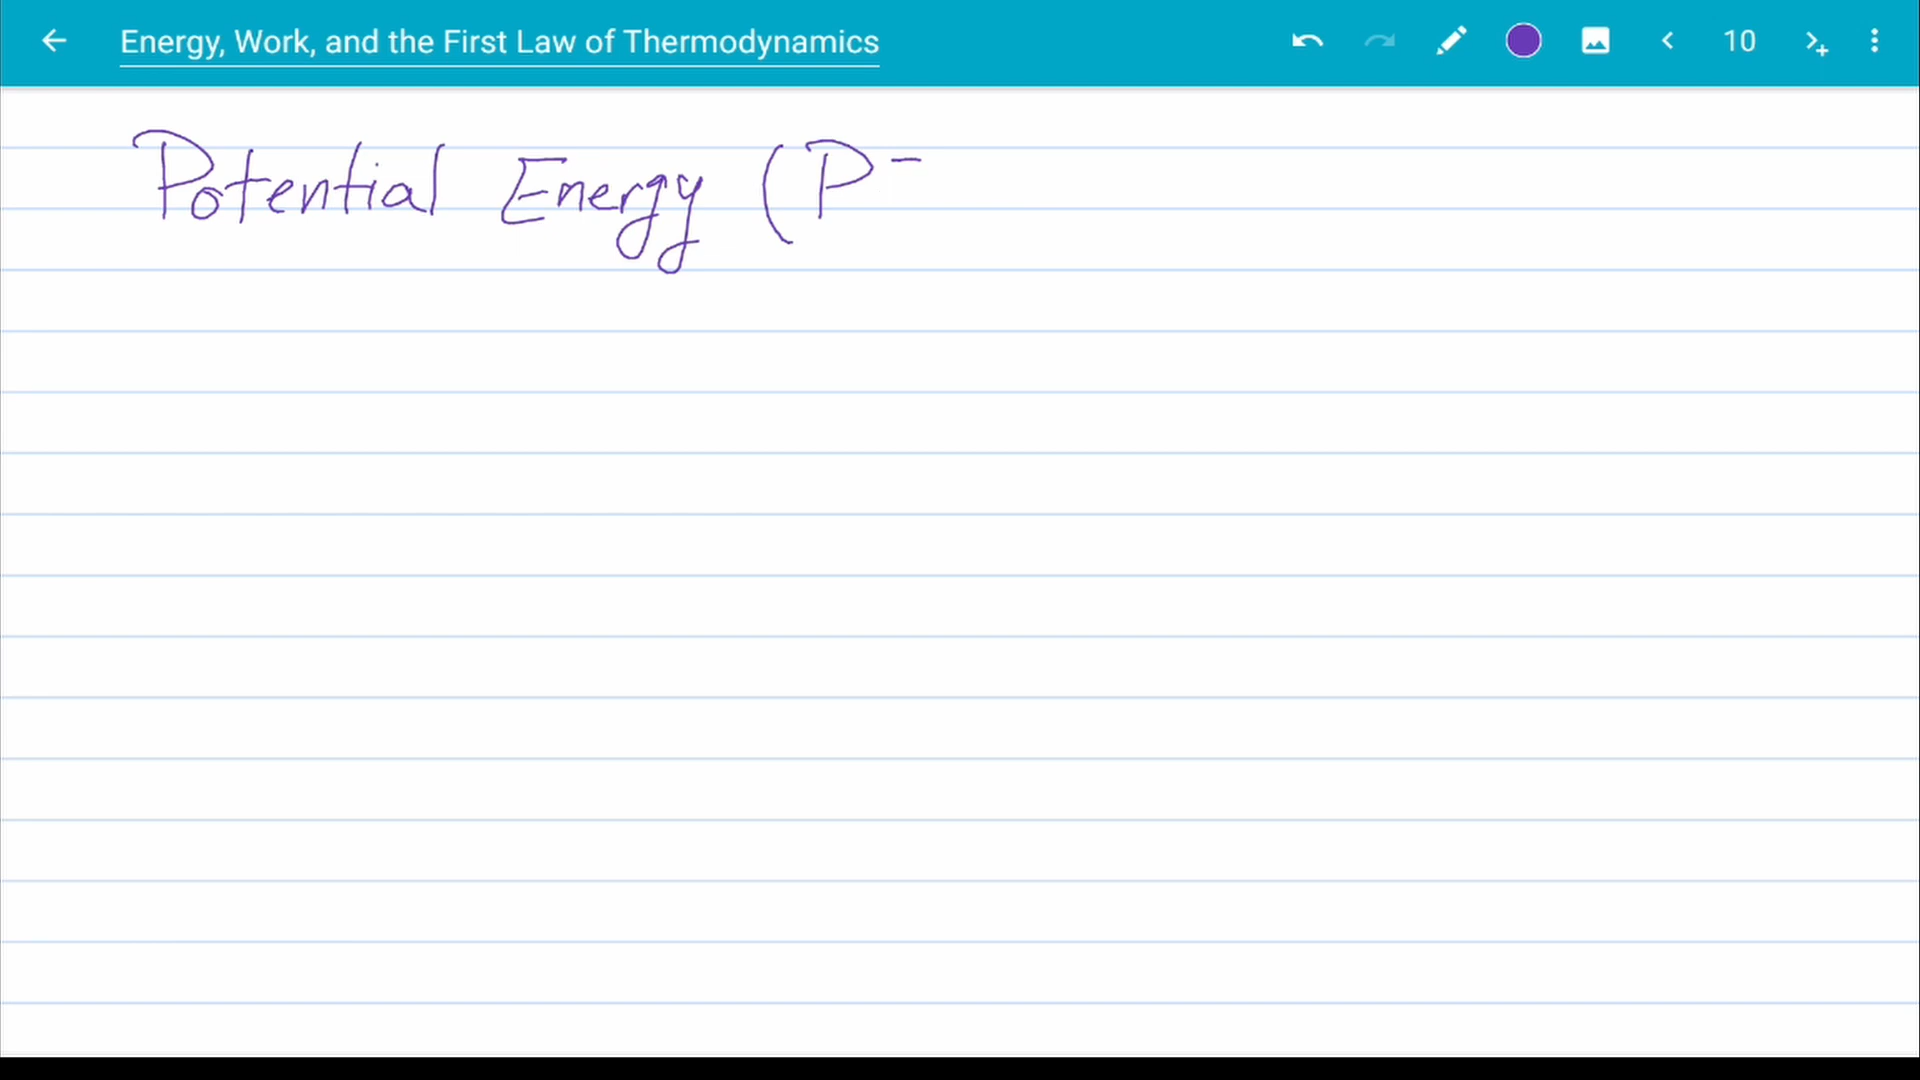 Energy, Work, and the First Law of Thermodynamics
10
Potential Energy (P